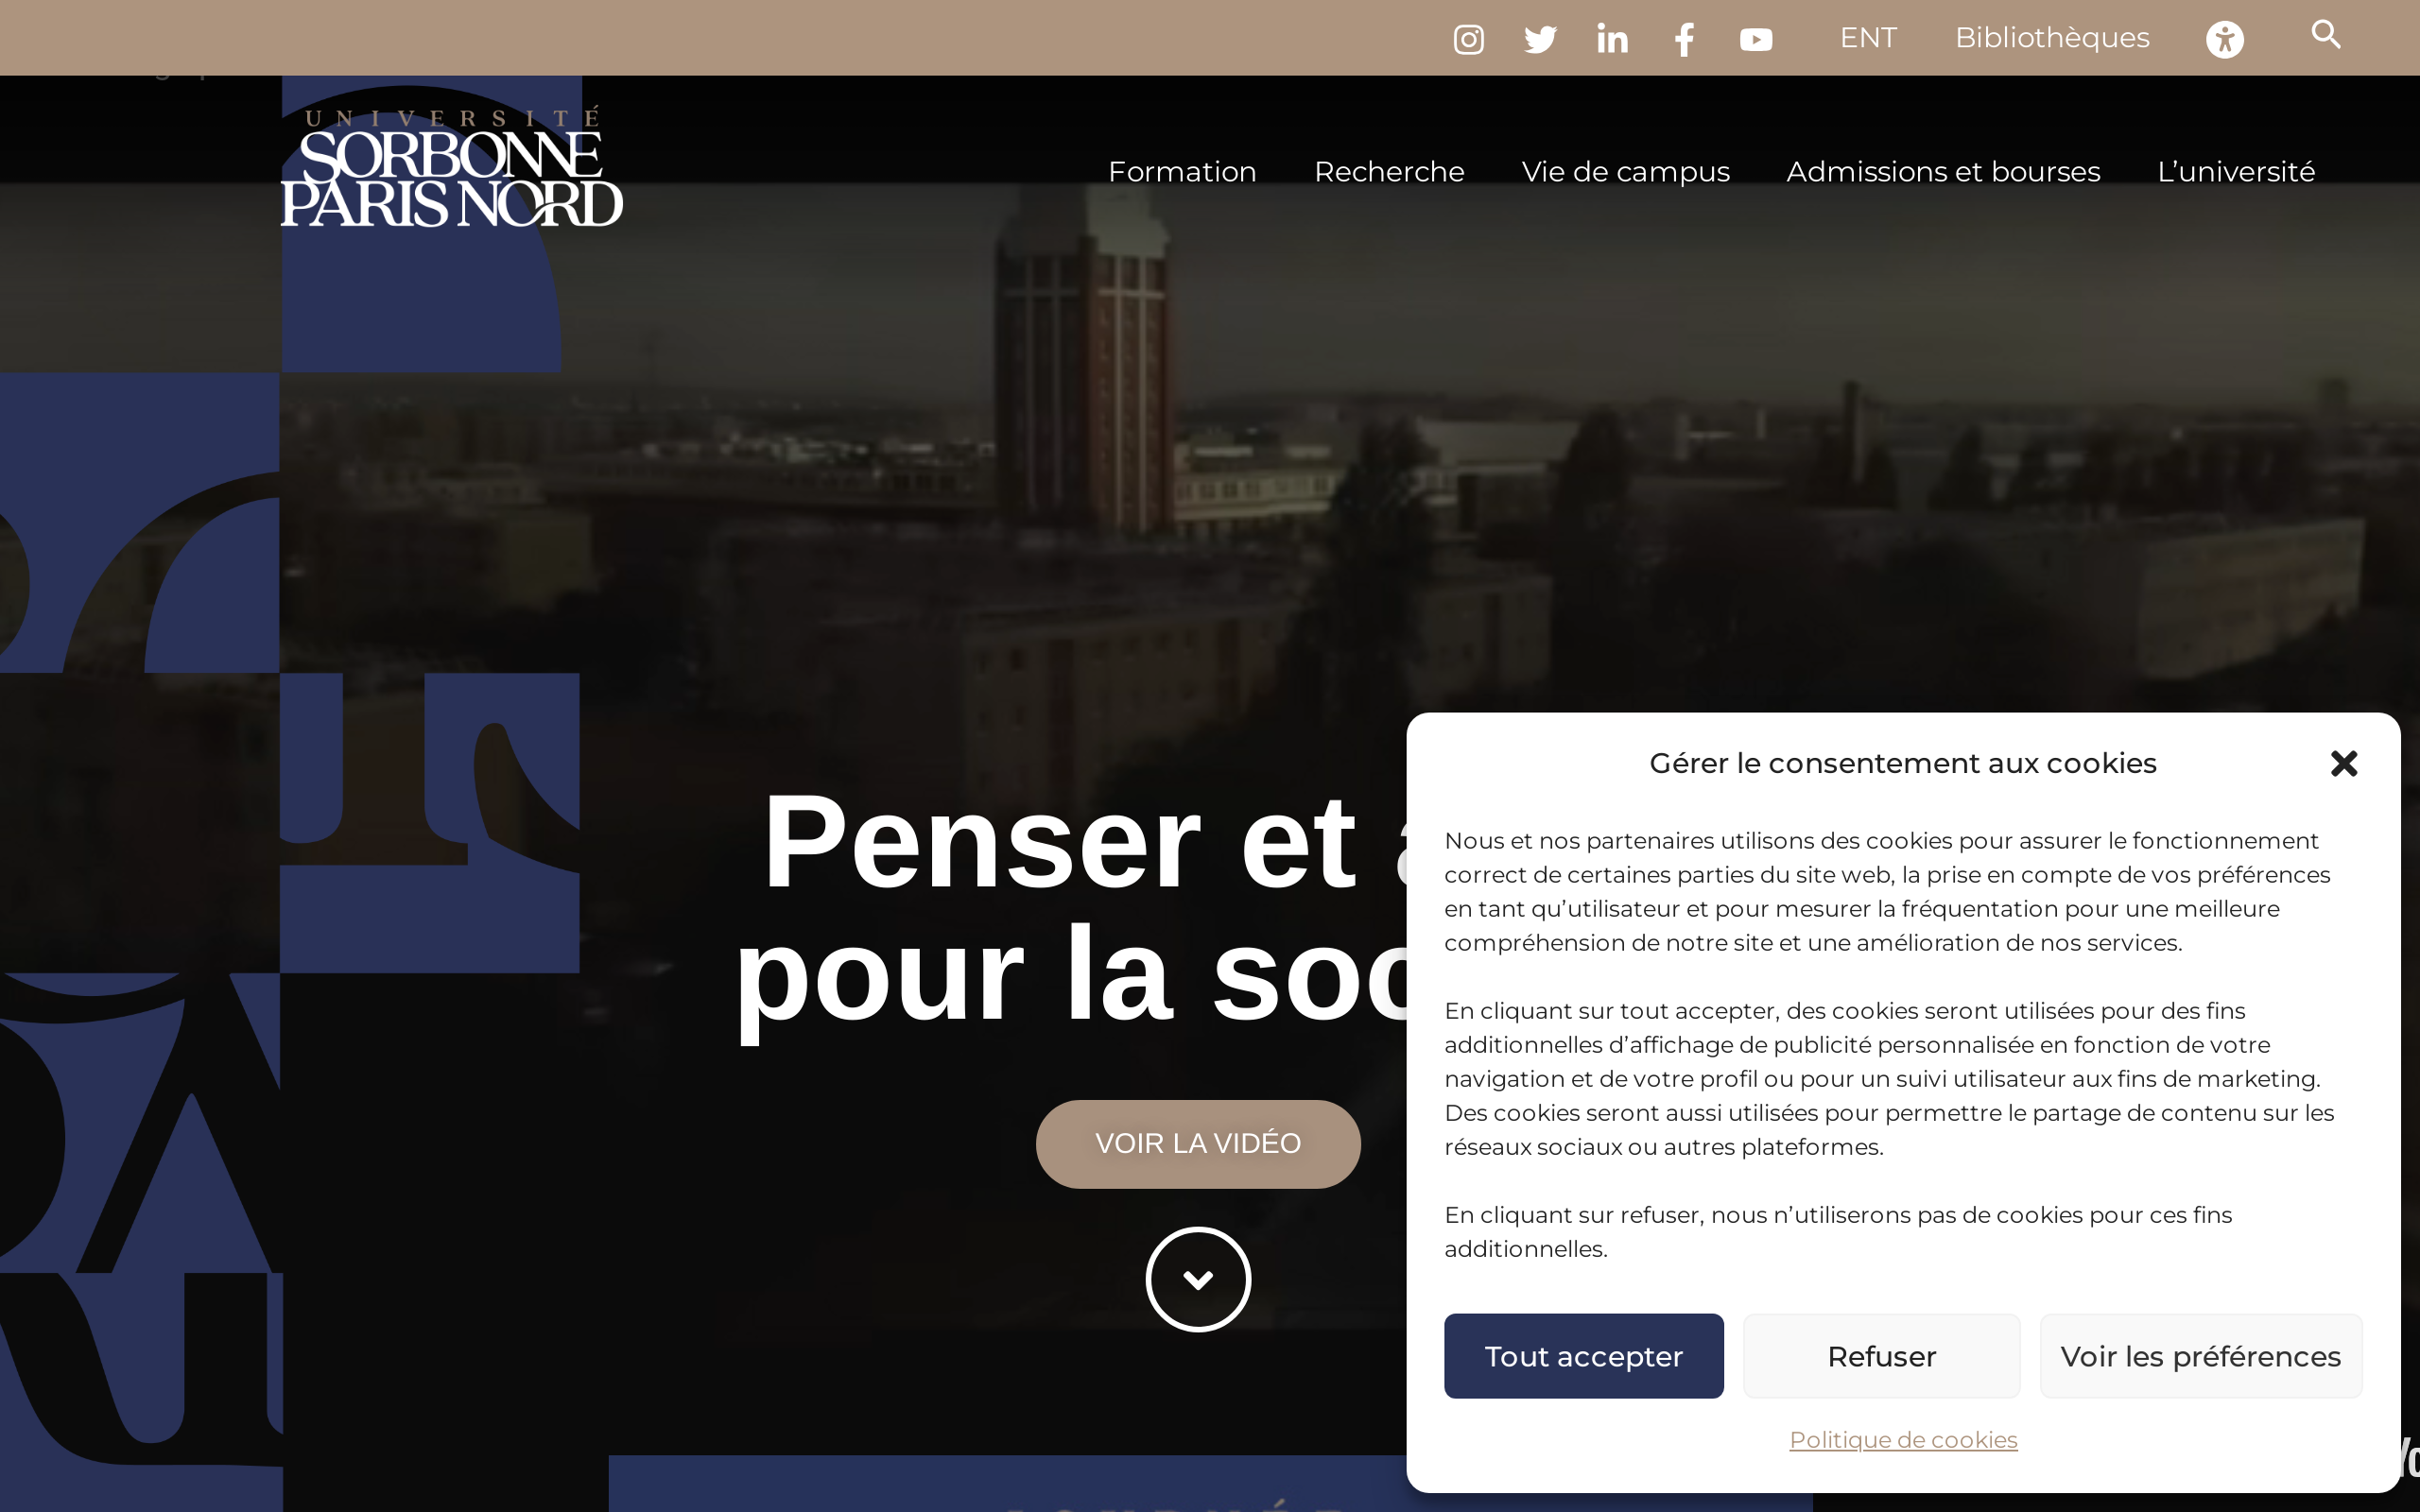 ENT
Bibliothèques
UNIVERSITÉ
SORBONNE
PARIS NORD
Formation
Recherche
Vie de campus
Admissions et bourses
L’université
Penser et
pour la soc
VOIR LA VIDÉO
Gérer le consentement aux cookies
Nous et nos partenaires utilisons des cookies pour assurer le fonctionnement
correct de certaines parties du site web, la prise en compte de vos préférences
en tant qu’utilisateur et pour mesurer la fréquentation pour une meilleure
compréhension de notre site et une amélioration de nos services.
En cliquant sur tout accepter, des cookies seront utilisées pour des fins
additionnelles d’affichage de publicité personnalisée en fonction de votre
navigation et de votre profil ou pour un suivi utilisateur aux fins de marketing.
Des cookies seront aussi utilisées pour permettre le partage de contenu sur les
réseaux sociaux ou autres plateformes.
En cliquant sur refuser, nous n’utiliserons pas de cookies pour ces fins
additionnelles.
Tout accepter
Refuser
Voir les préférences
Politique de cookies